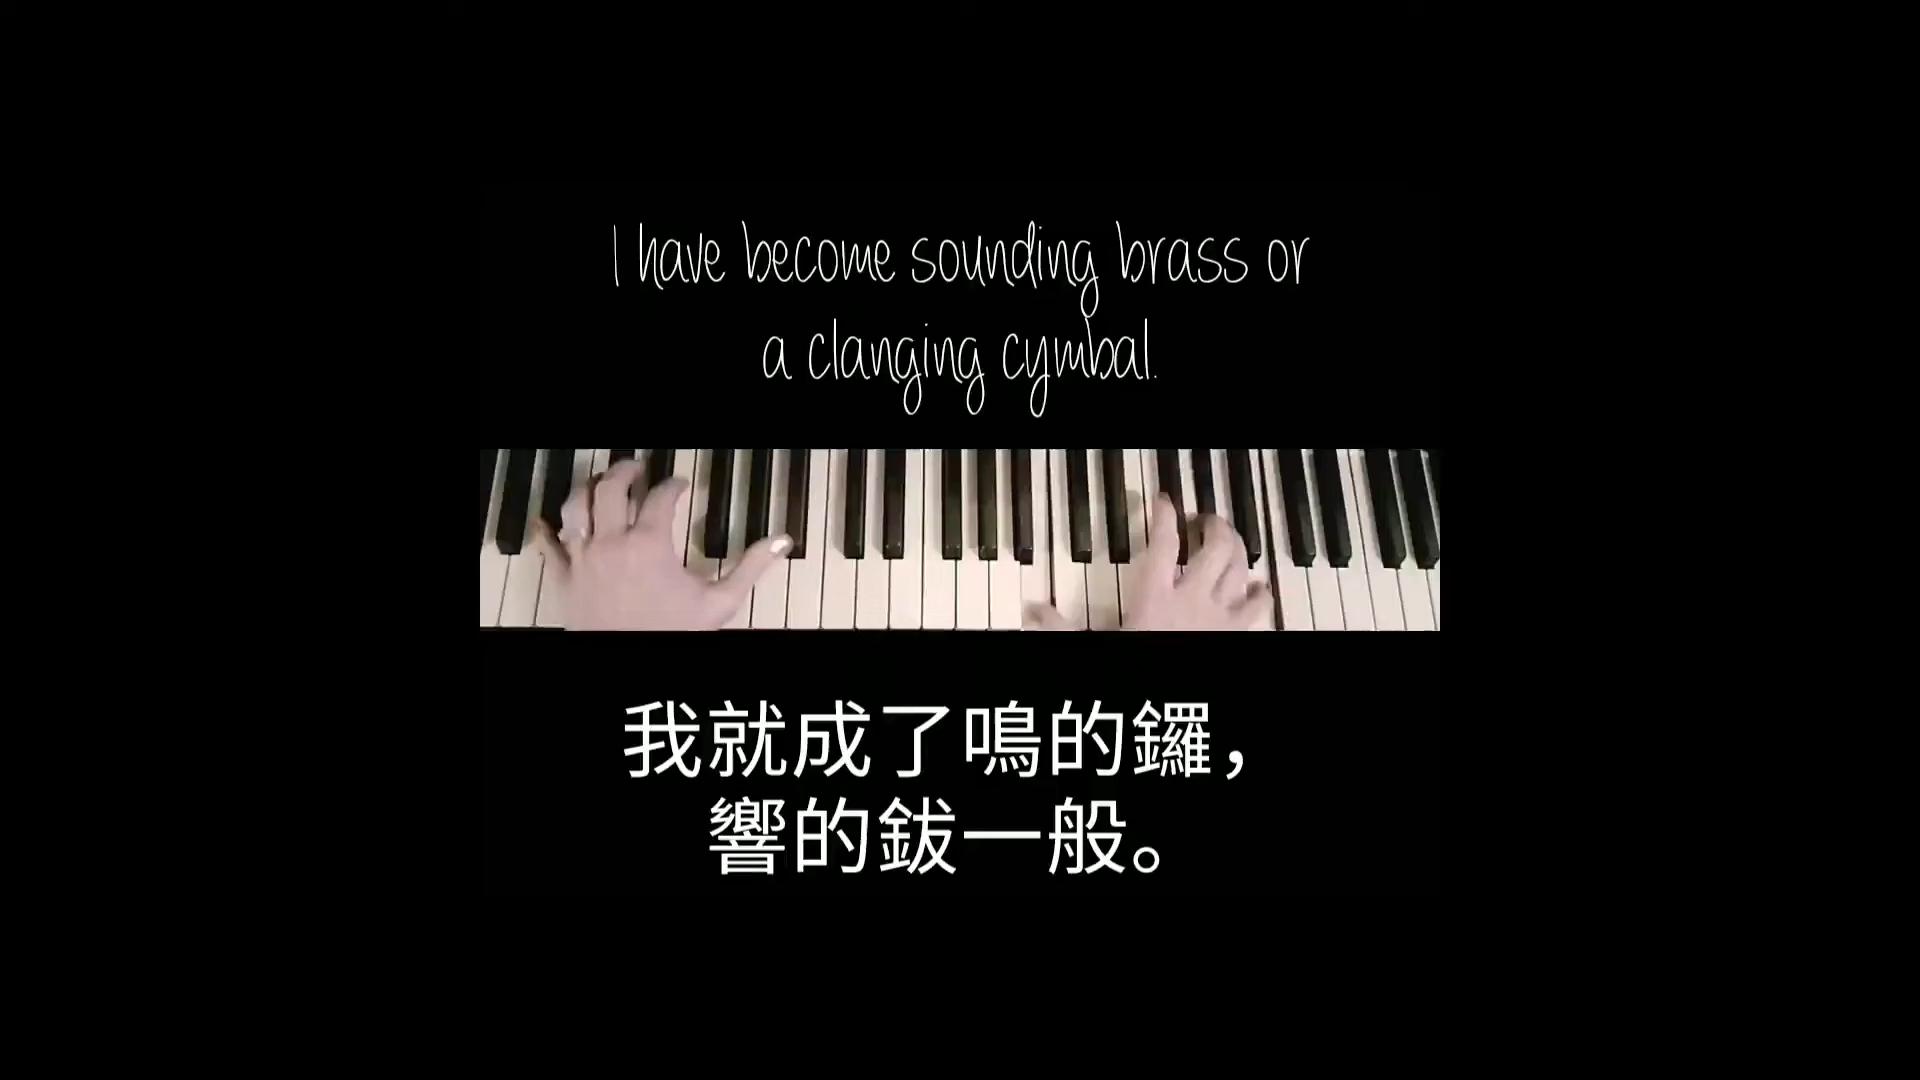 I have become sounding brass or
a clanging cymbal.
我就成了鳴的鑼，
響的鈸一般。